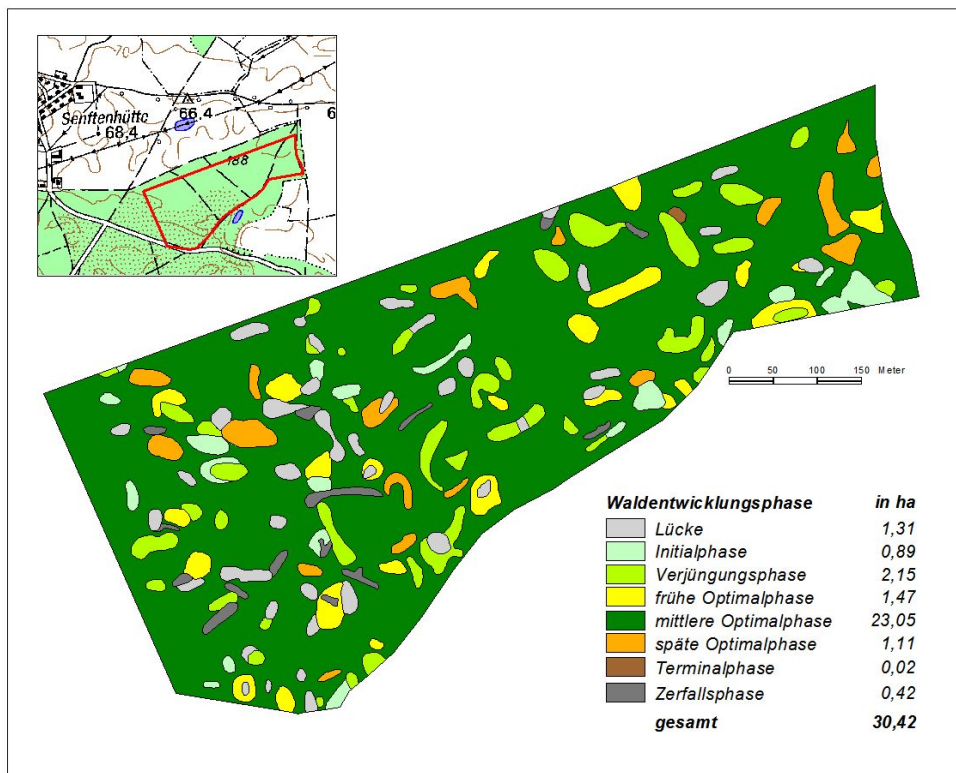 70
Senftenhütte
68,4
66,4
6
188
0 50 100 150 Meter
Waldentwicklungsphase in ha
Lücke 1,31
Initialphase 0,89
Verjüngungsphase 2,15
frühe Optimalphase 1,47
mittlere Optimalphase 23,05
späte Optimalphase 1,11
Terminalphase 0,02
Zerfallsphase 0,42
gesamt 30,42